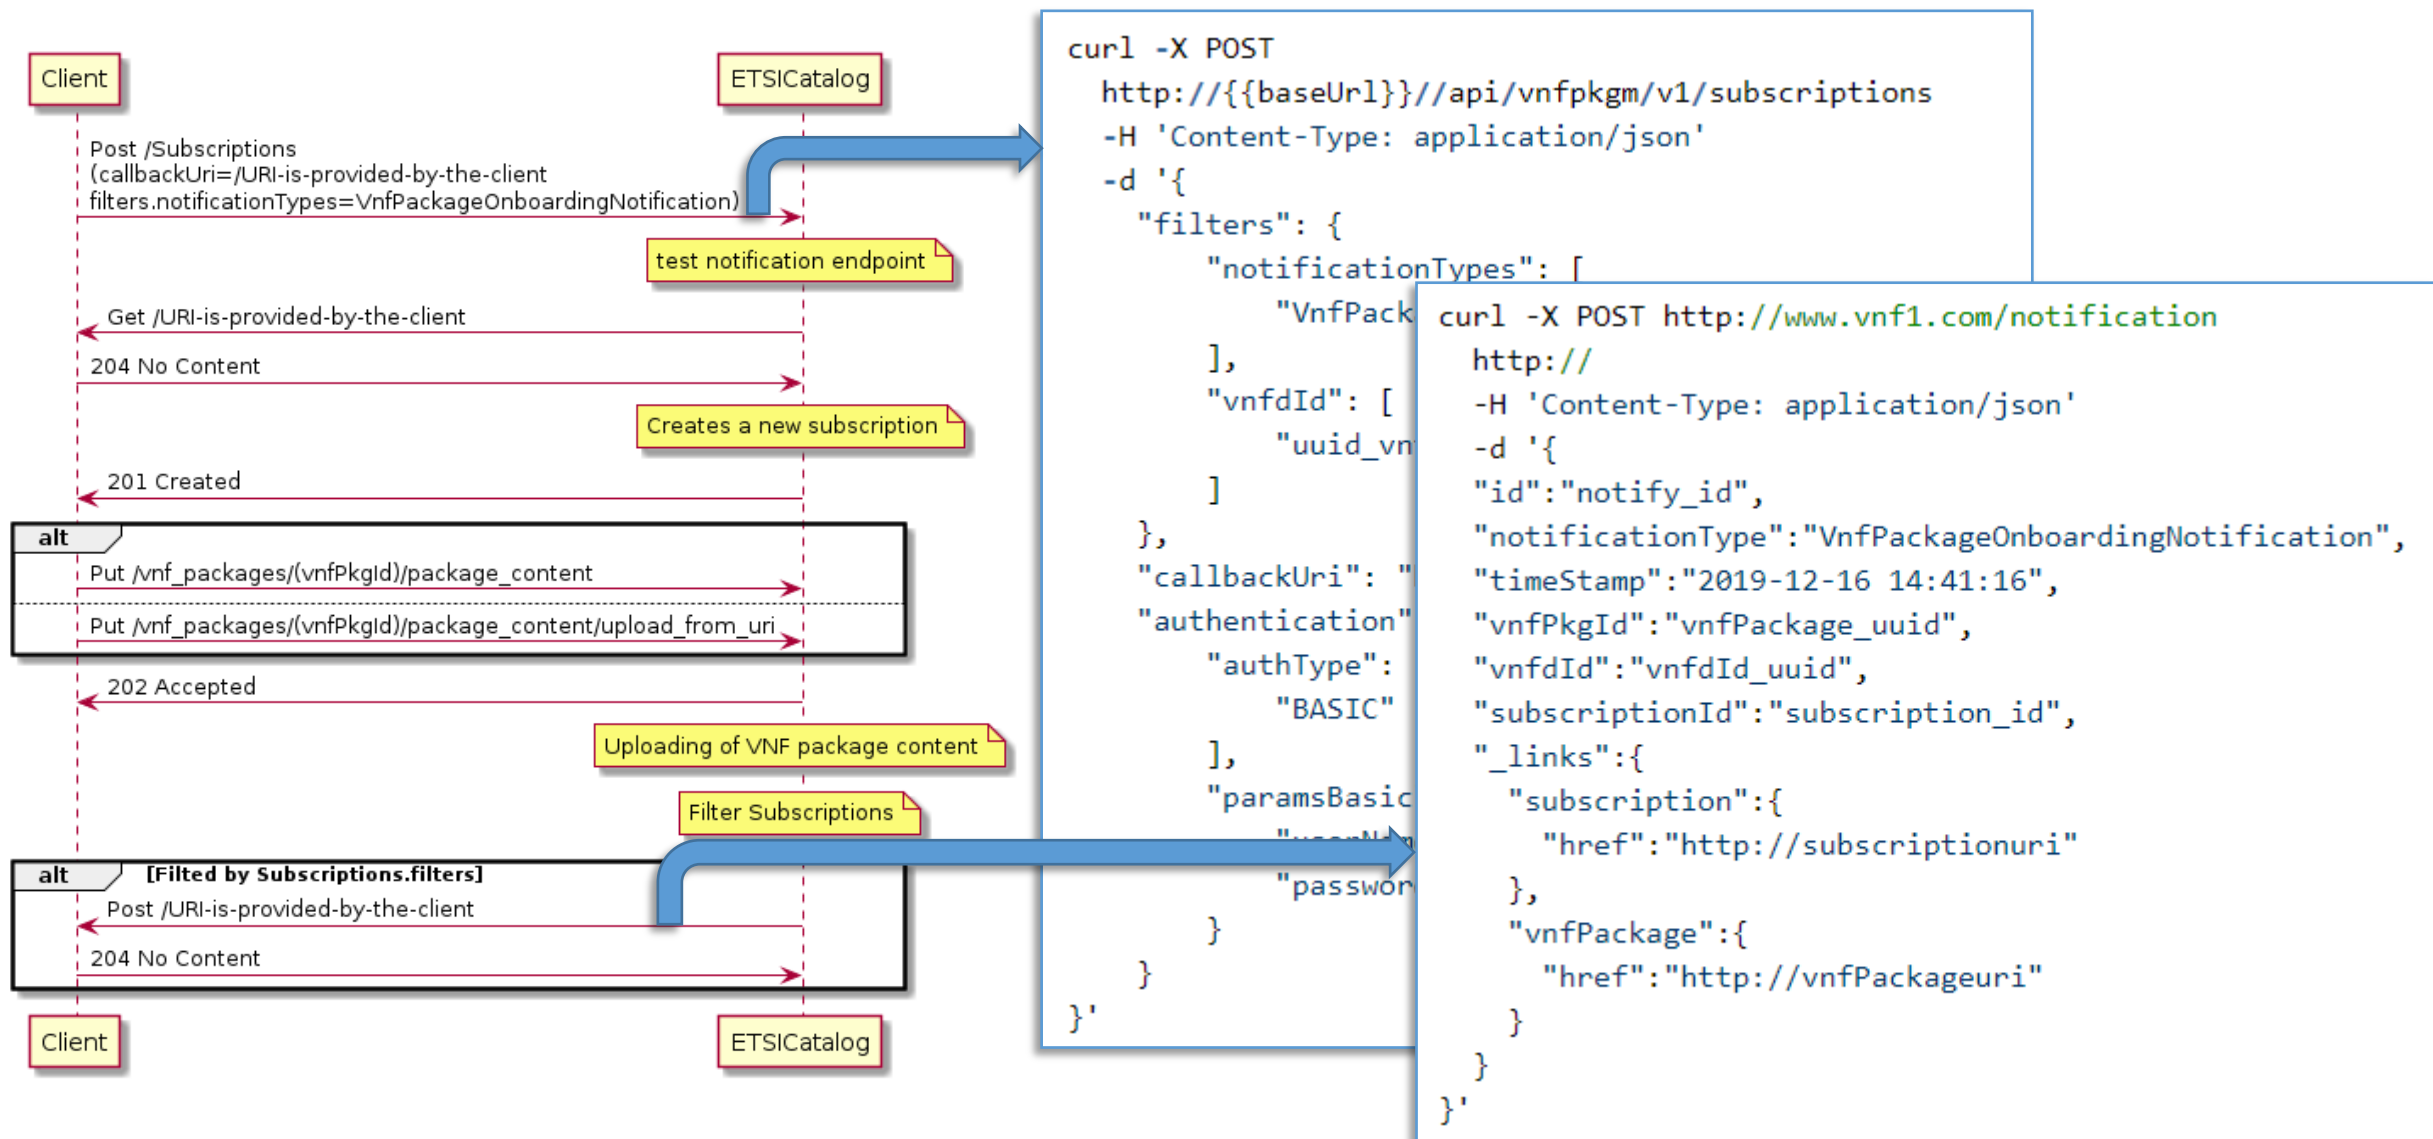 Client
ETSICatalog
Post /Subscriptions
(callbackUri=/URI-is-provided-by-the-client
filters.notificationTypes=VnfPackageOnboardingNotification)
test notification endpoint
Get /URI-is-provided-by-the-client
204 No Content
Creates a new subscription
201 Created
alt
Put /vnf_packages/(vnfPkgId)/package_content
Put /vnf_packages/(vnfPkgId)/package_content/upload_from_uri
202 Accepted
Uploading of VNF package content
Filter Subscriptions
alt [Filted by Subscriptions.filters]
Post /URI-is-provided-by-the-client
204 No Content
Client
ETSICatalog
curl -X POST
http://{{baseUrl}}//api/vnfpkgm/v1/subscriptions
-H 'Content-Type: application/json'
-d '{
"filters": {
"notificationTypes": [
"VnfPack
],
"vnfdId": [
"uuid_vn
]
},
"callbackUri": "
"authentication"
"authType":
"BASIC"
],
"paramsBasic
"password
}
}
}'
curl -X POST http://www.vnf1.com/notification
http://
-H 'Content-Type: application/json'
-d '{
"id":"notify_id",
"notificationType":"VnfPackageOnboardingNotification",
"timeStamp":"2019-12-16 14:41:16",
"vnfPkgId":"vnfPackage_uuid",
"vnfdId":"vnfdId_uuid",
"subscriptionId":"subscription_id",
"_links":{
"subscription":{
"href":"http://subscriptionuri"
},
"vnfPackage":{
"href":"http://vnfPackageuri"
}
}
}'